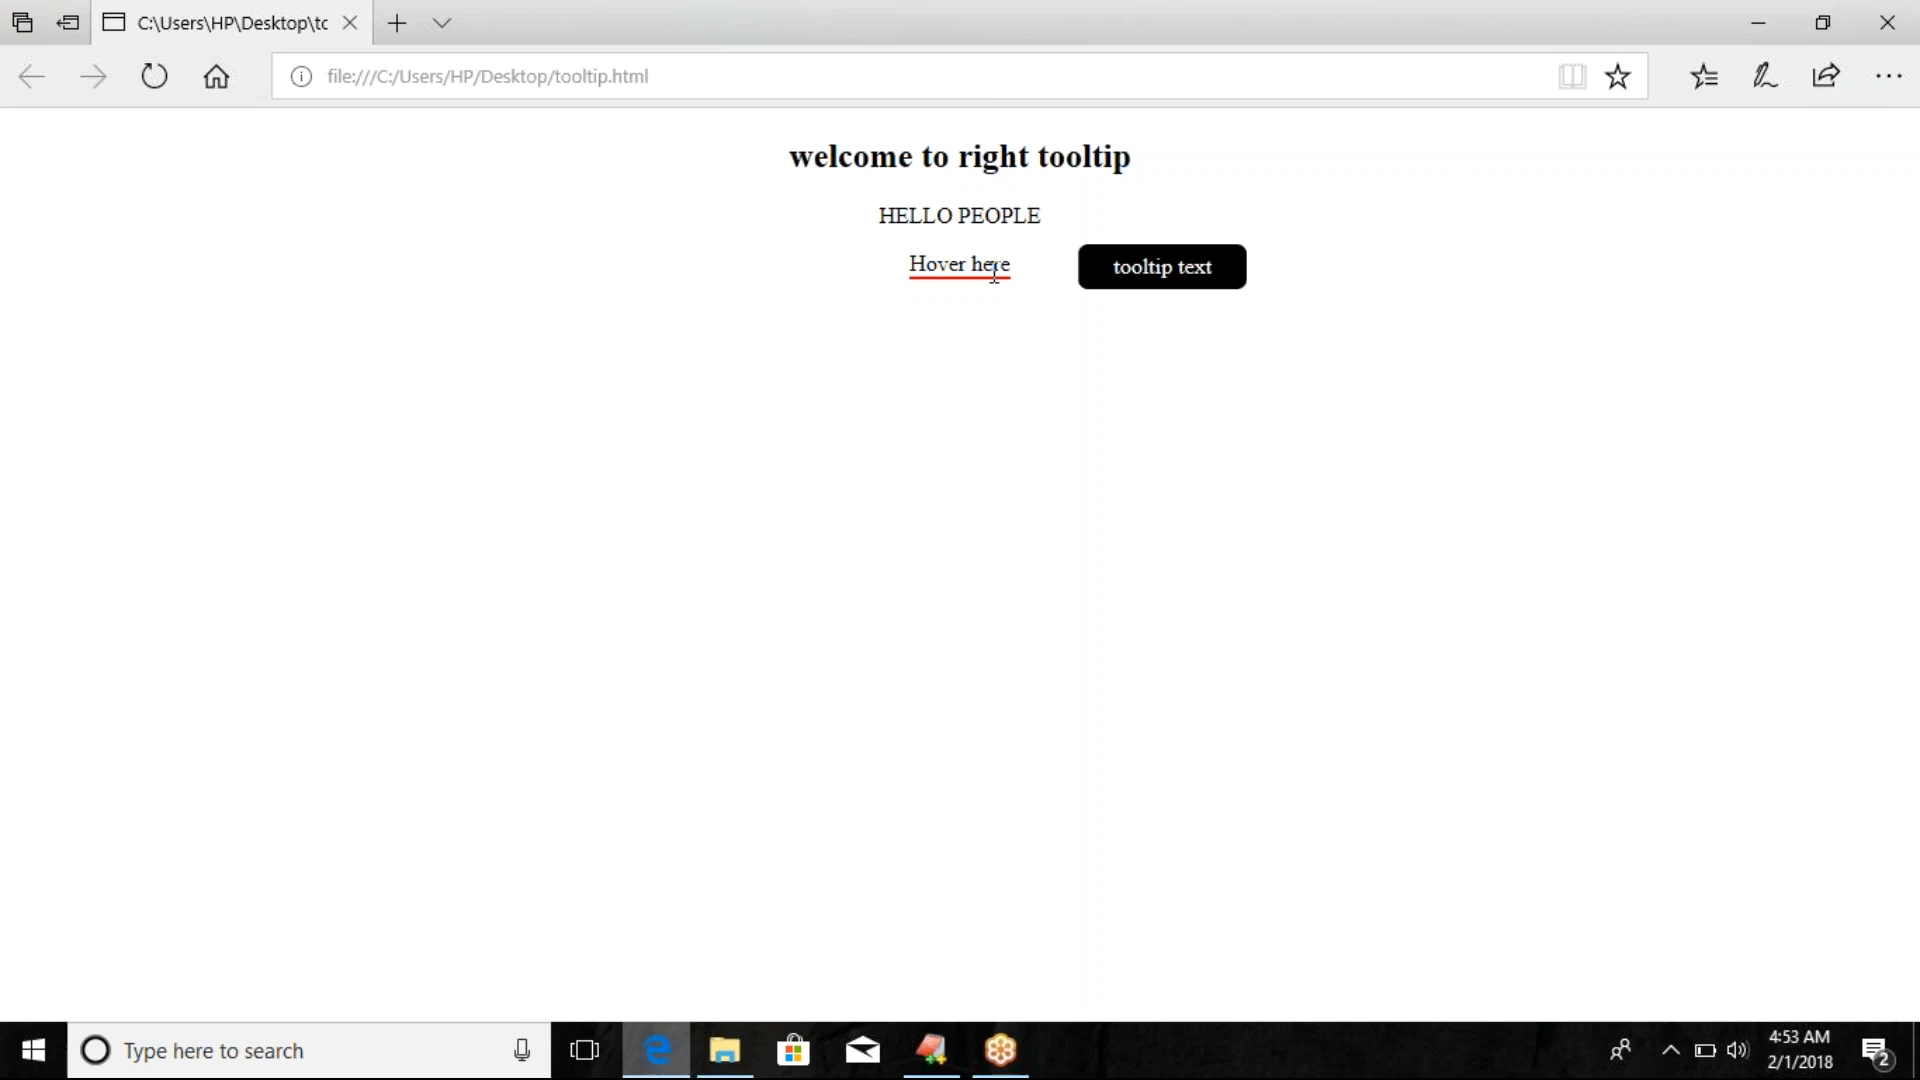 C:\Users\HP\Desktop\tc
file:///C:/Users/HP/Desktop/tooltip.html
welcome to right tooltip
HELLO PEOPLE
Hover here
tooltip text
Type here to search
4:53 AM
2/1/2018
2